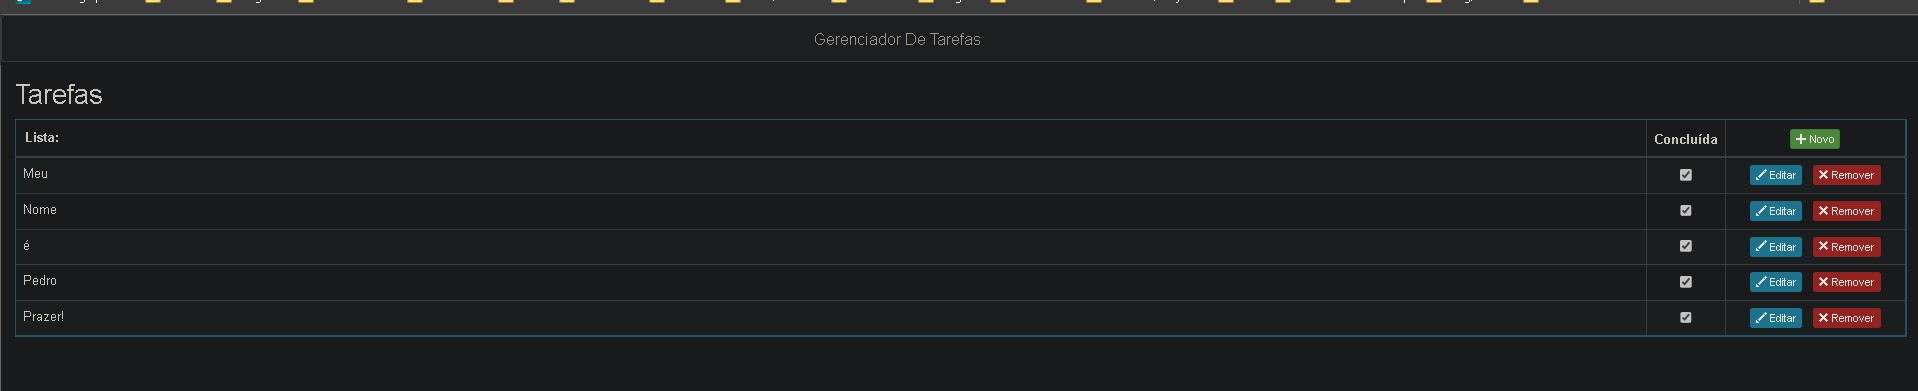 Gerenciador De Tarefas
Tarefas
Lista: Concluída Novo
Meu Editar Remover
Nome Editar Remover
é Editar Remover
Pedro Editar Remover
Prazer! Editar Remover